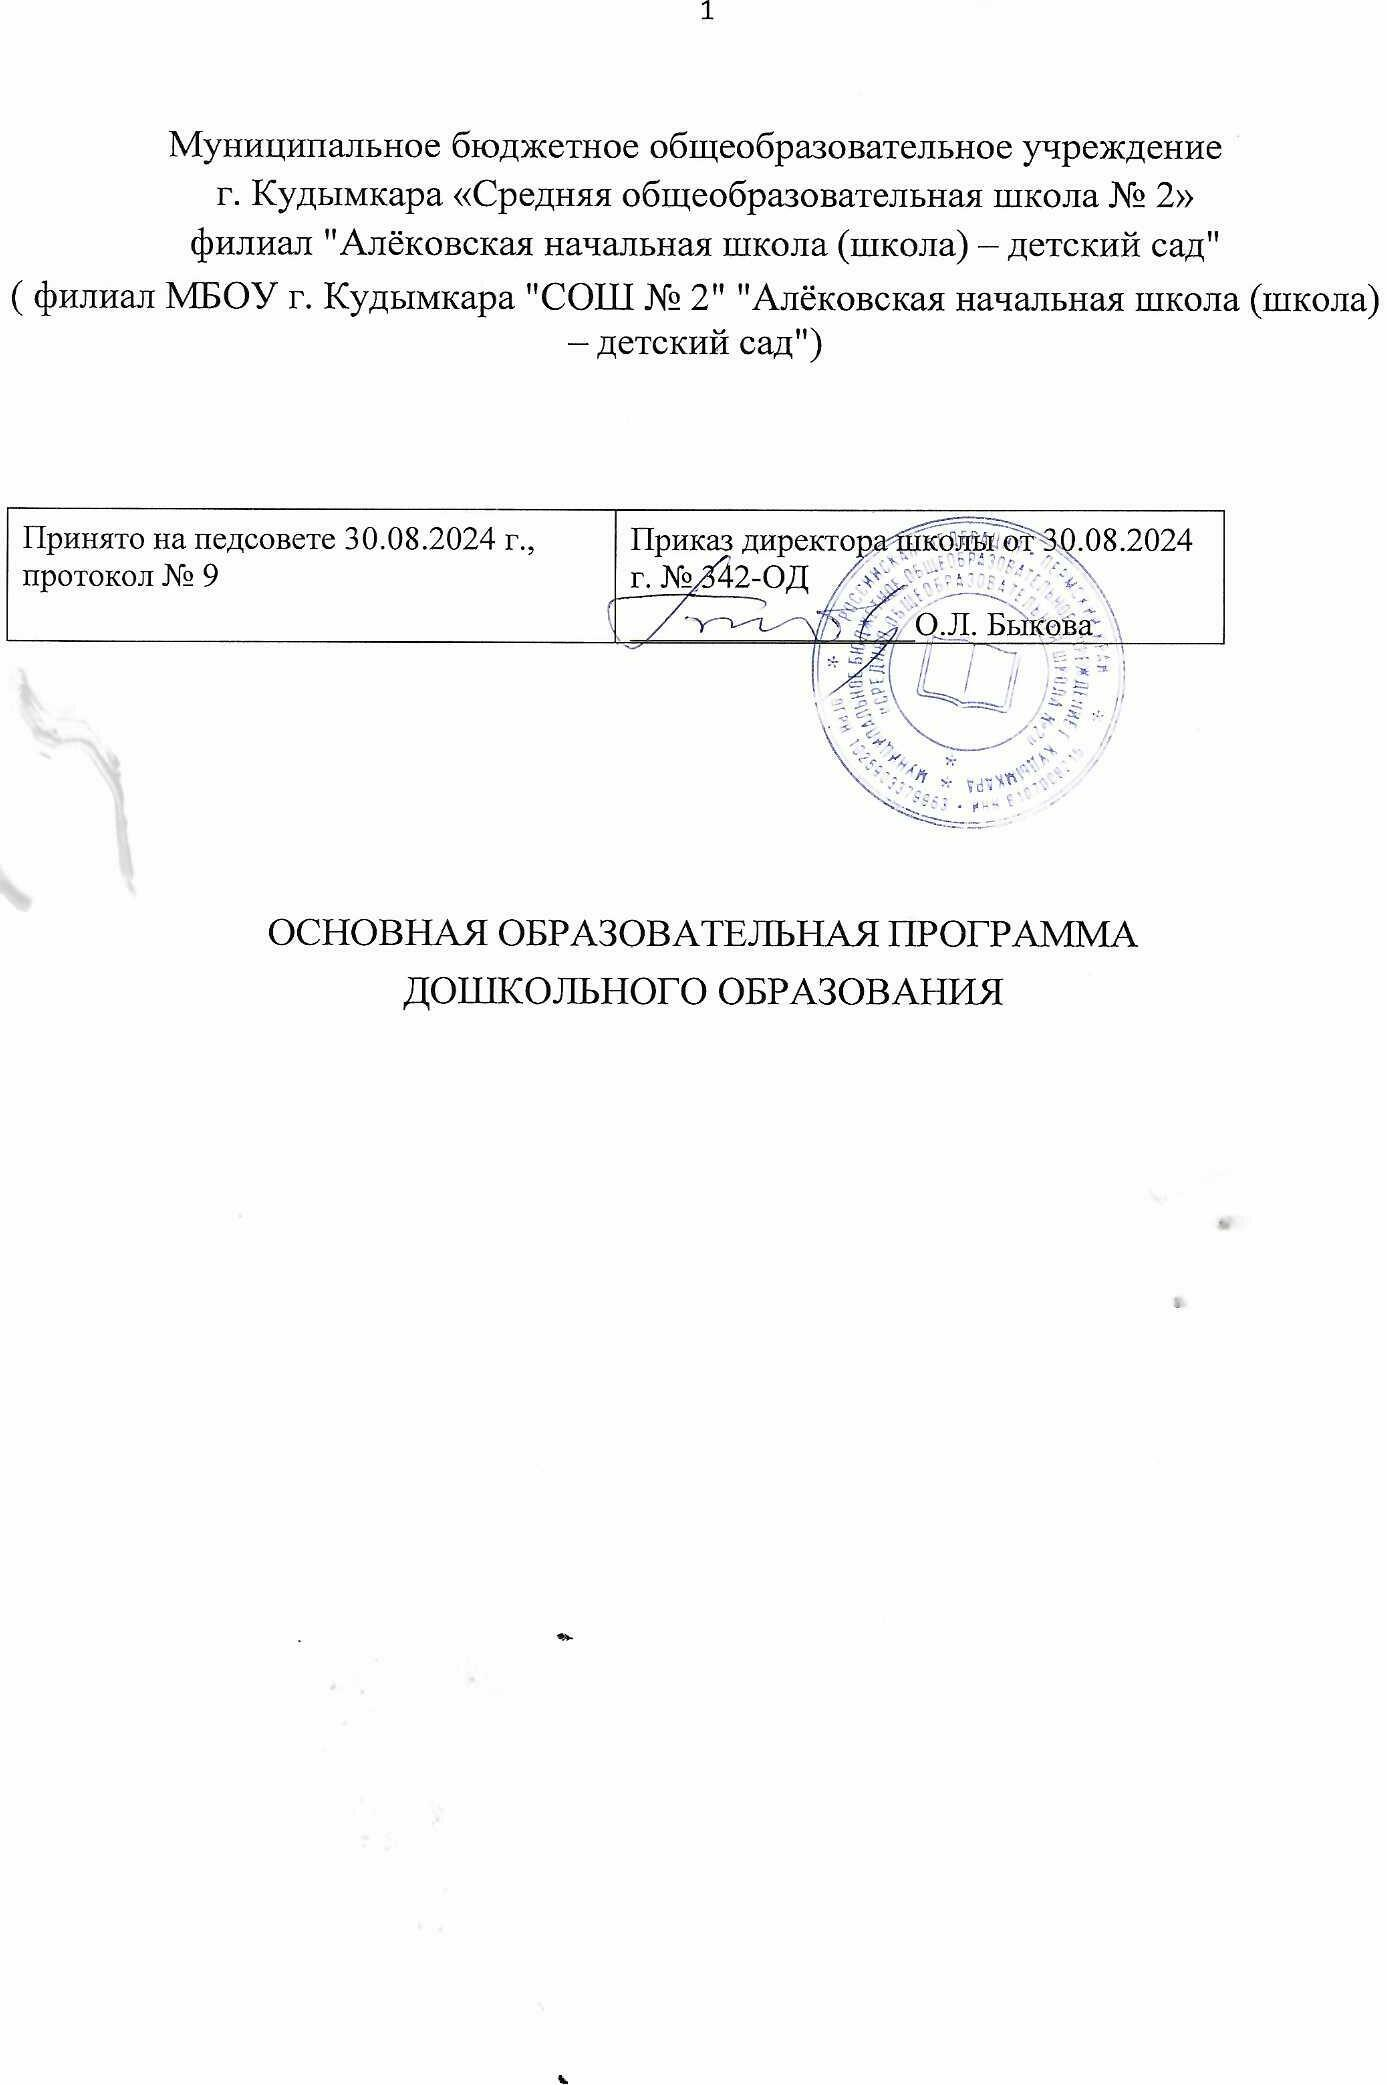 1
Муниципальное бюджетное общеобразовательное учреждение
г. Кудымкара «Средняя общеобразовательная школа № 2»
филиал "Алёковская начальная школа (школа) – детский сад"
( филиал МБОУ г. Кудымкара "СОШ № 2" "Алёковская начальная школа (школа)
– детский сад")
Принято на педсовете 30.08.2024 г.,
протокол № 9
Приказ директора школы от 30.08.2024
г. № 342-ОД
О.Л. Быкова
ОСНОВНАЯ ОБРАЗОВАТЕЛЬНАЯ ПРОГРАММА
ДОШКОЛЬНОГО ОБРАЗОВАНИЯ